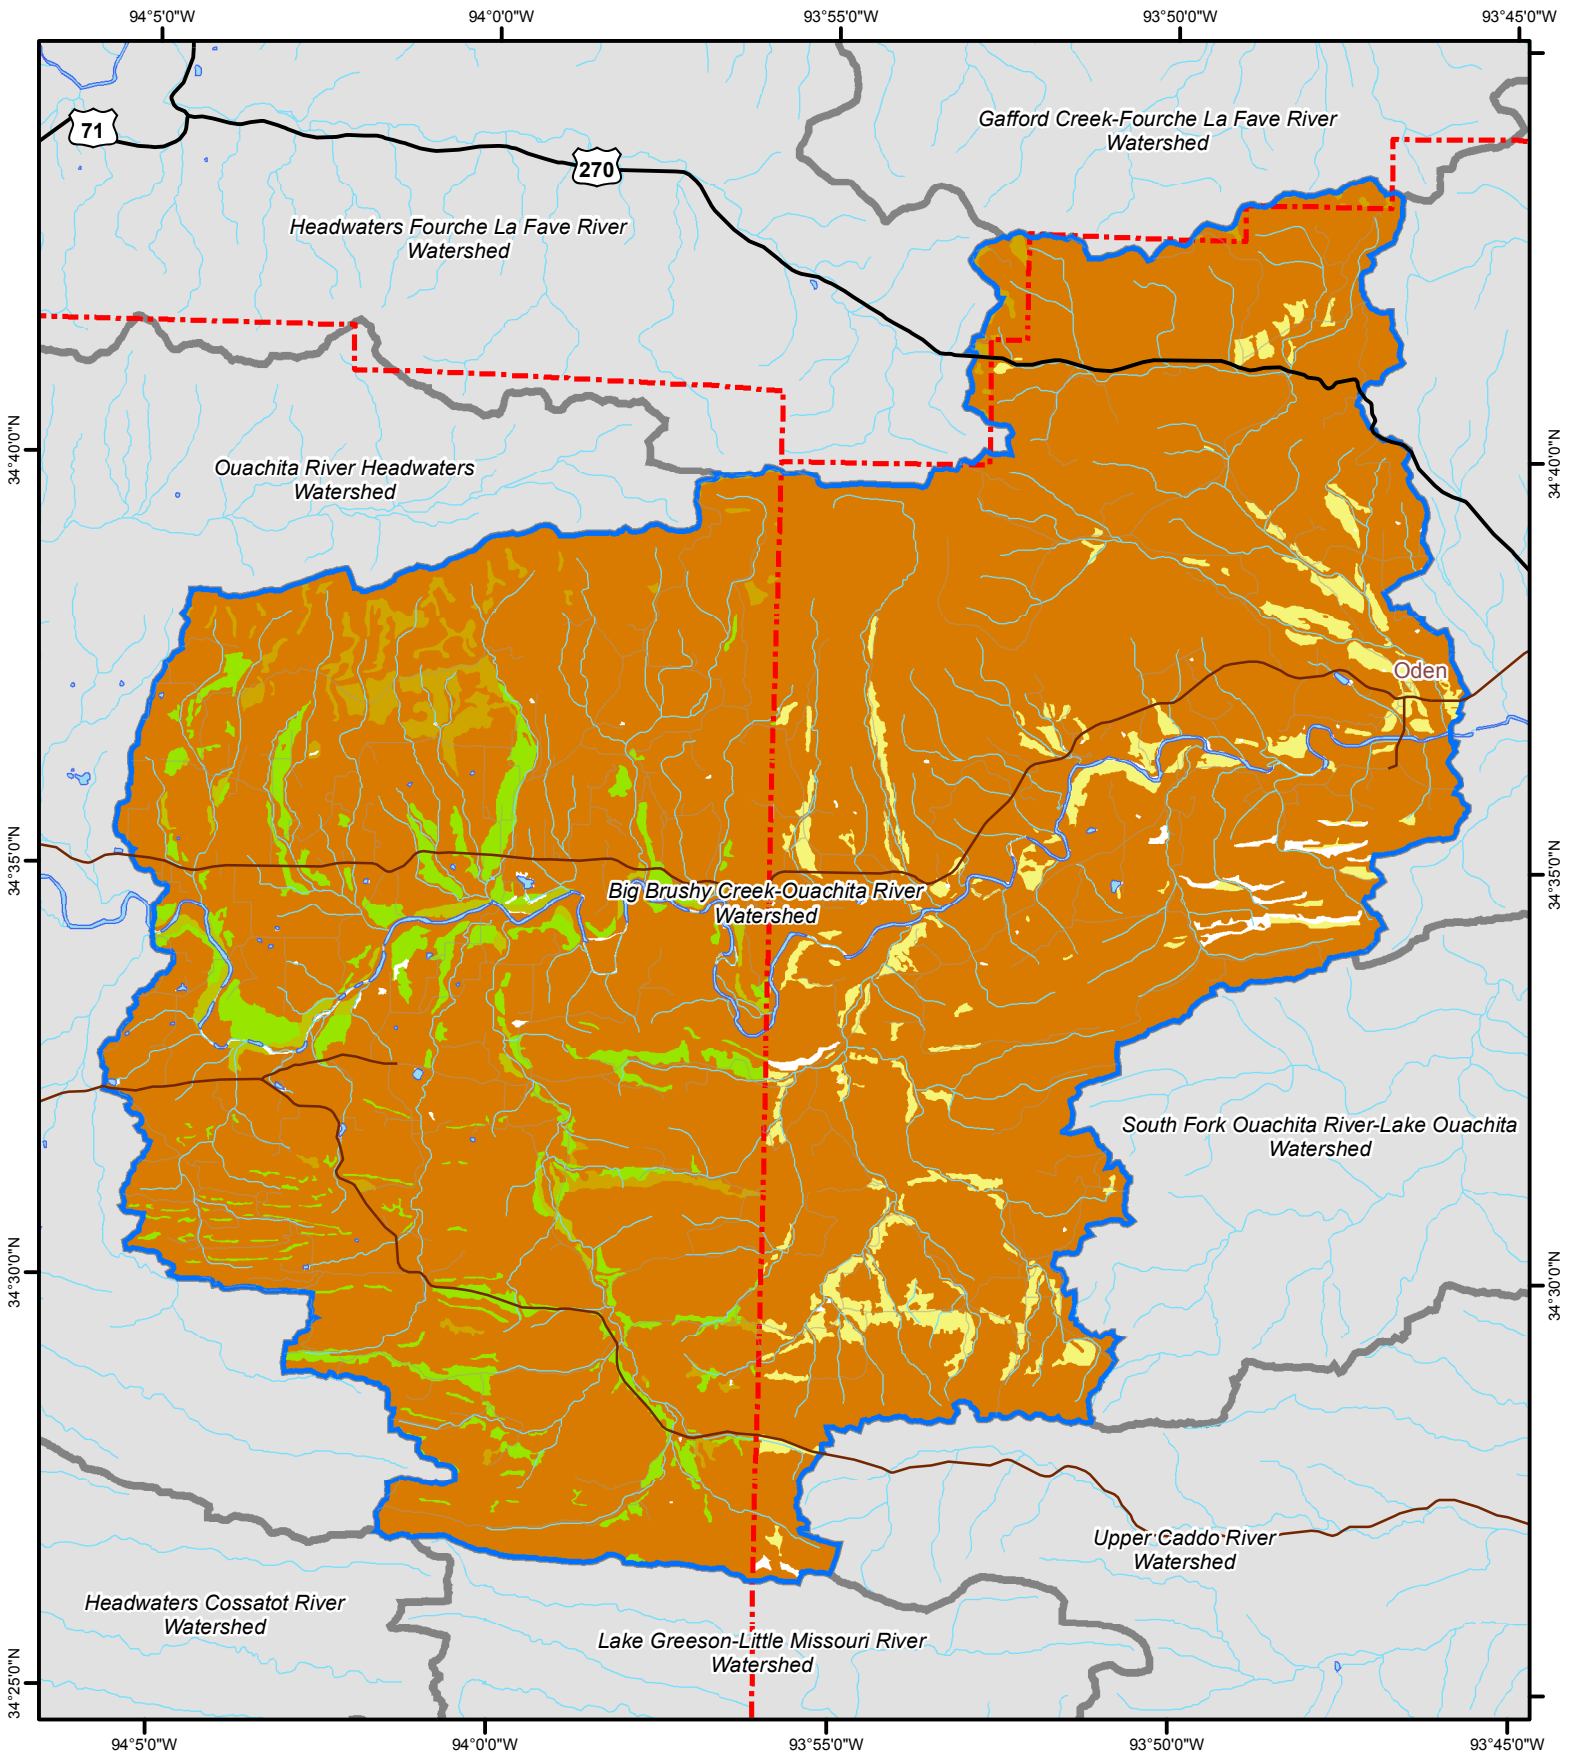 94°5'0"W
94°0'0"W
93°55'0"W
93°50'0"W
93°45'0"W
71
270
Gafford Creek-Fourche La Fave River
Watershed
Headwaters Fourche La Fave River
Watershed
34°40'0"N
34°40'0"N
Ouachita River Headwaters
Watershed
Oden
34°35'0"N
34°35'0"N
Big Brushy Creek-Ouachita River
Watershed
South Fork Ouachita River-Lake Ouachita
Watershed
34°30'0"N
34°30'0"N
Upper Caddo River
Watershed
Headwaters Cossatot River
Watershed
Lake Greeson-Little Missouri River
Watershed
34°25'0"N
94°5'0"W
94°0'0"W
93°55'0"W
93°50'0"W
93°45'0"W